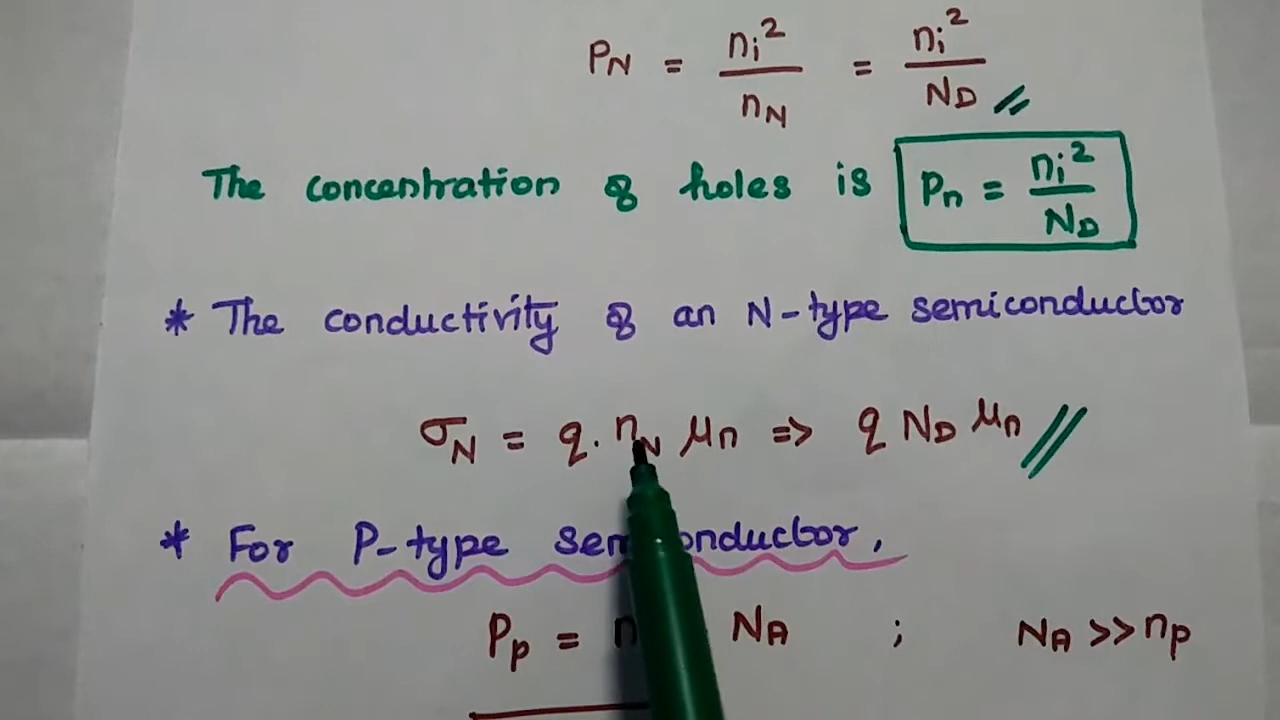 PN = ni² / nN = ni² / ND
The concentration of holes is Pn = ni² / ND
* The conductivity of an N-type semiconductor
σN = q. nN μn => q ND μn
* For P-type
Pp = NA ; NA >> np